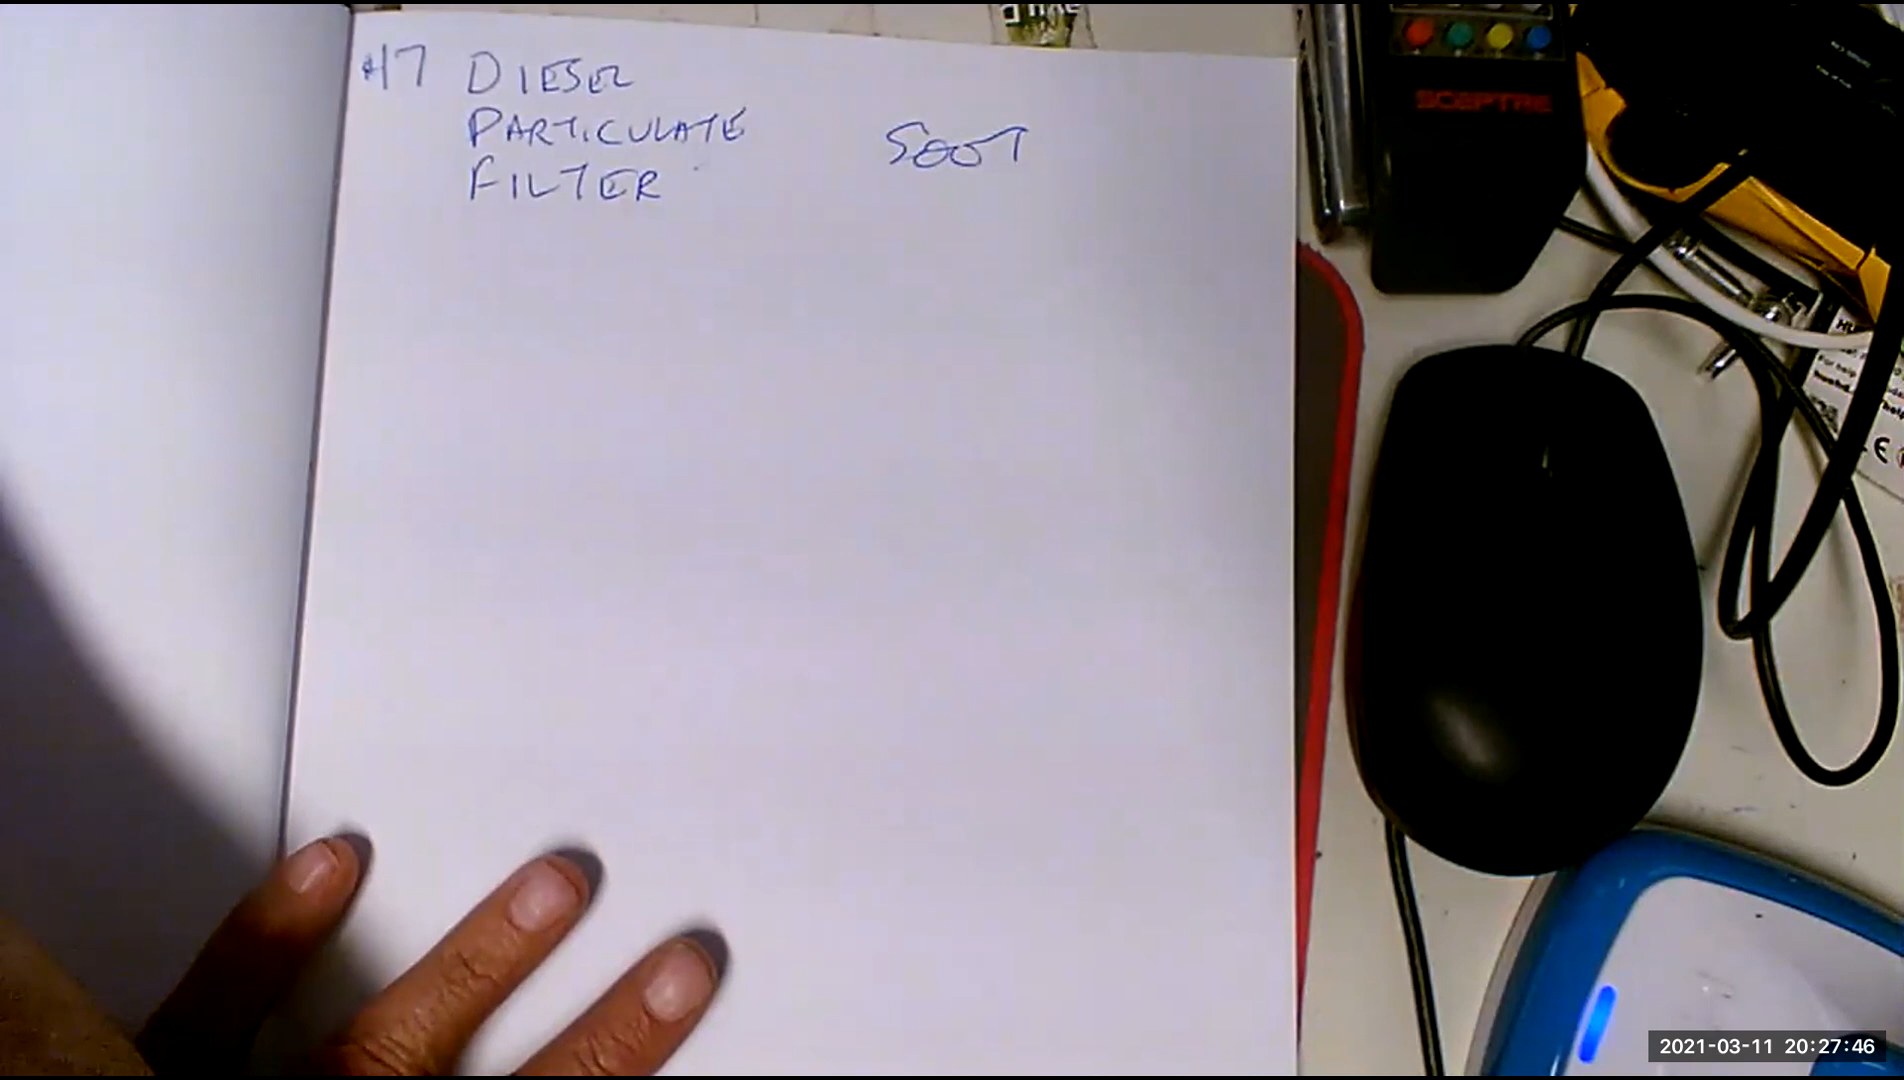 #7 DIESEL
PARTICULATE
FILTER
SOOT
SCEPTRE
2021-03-11 20:27:46